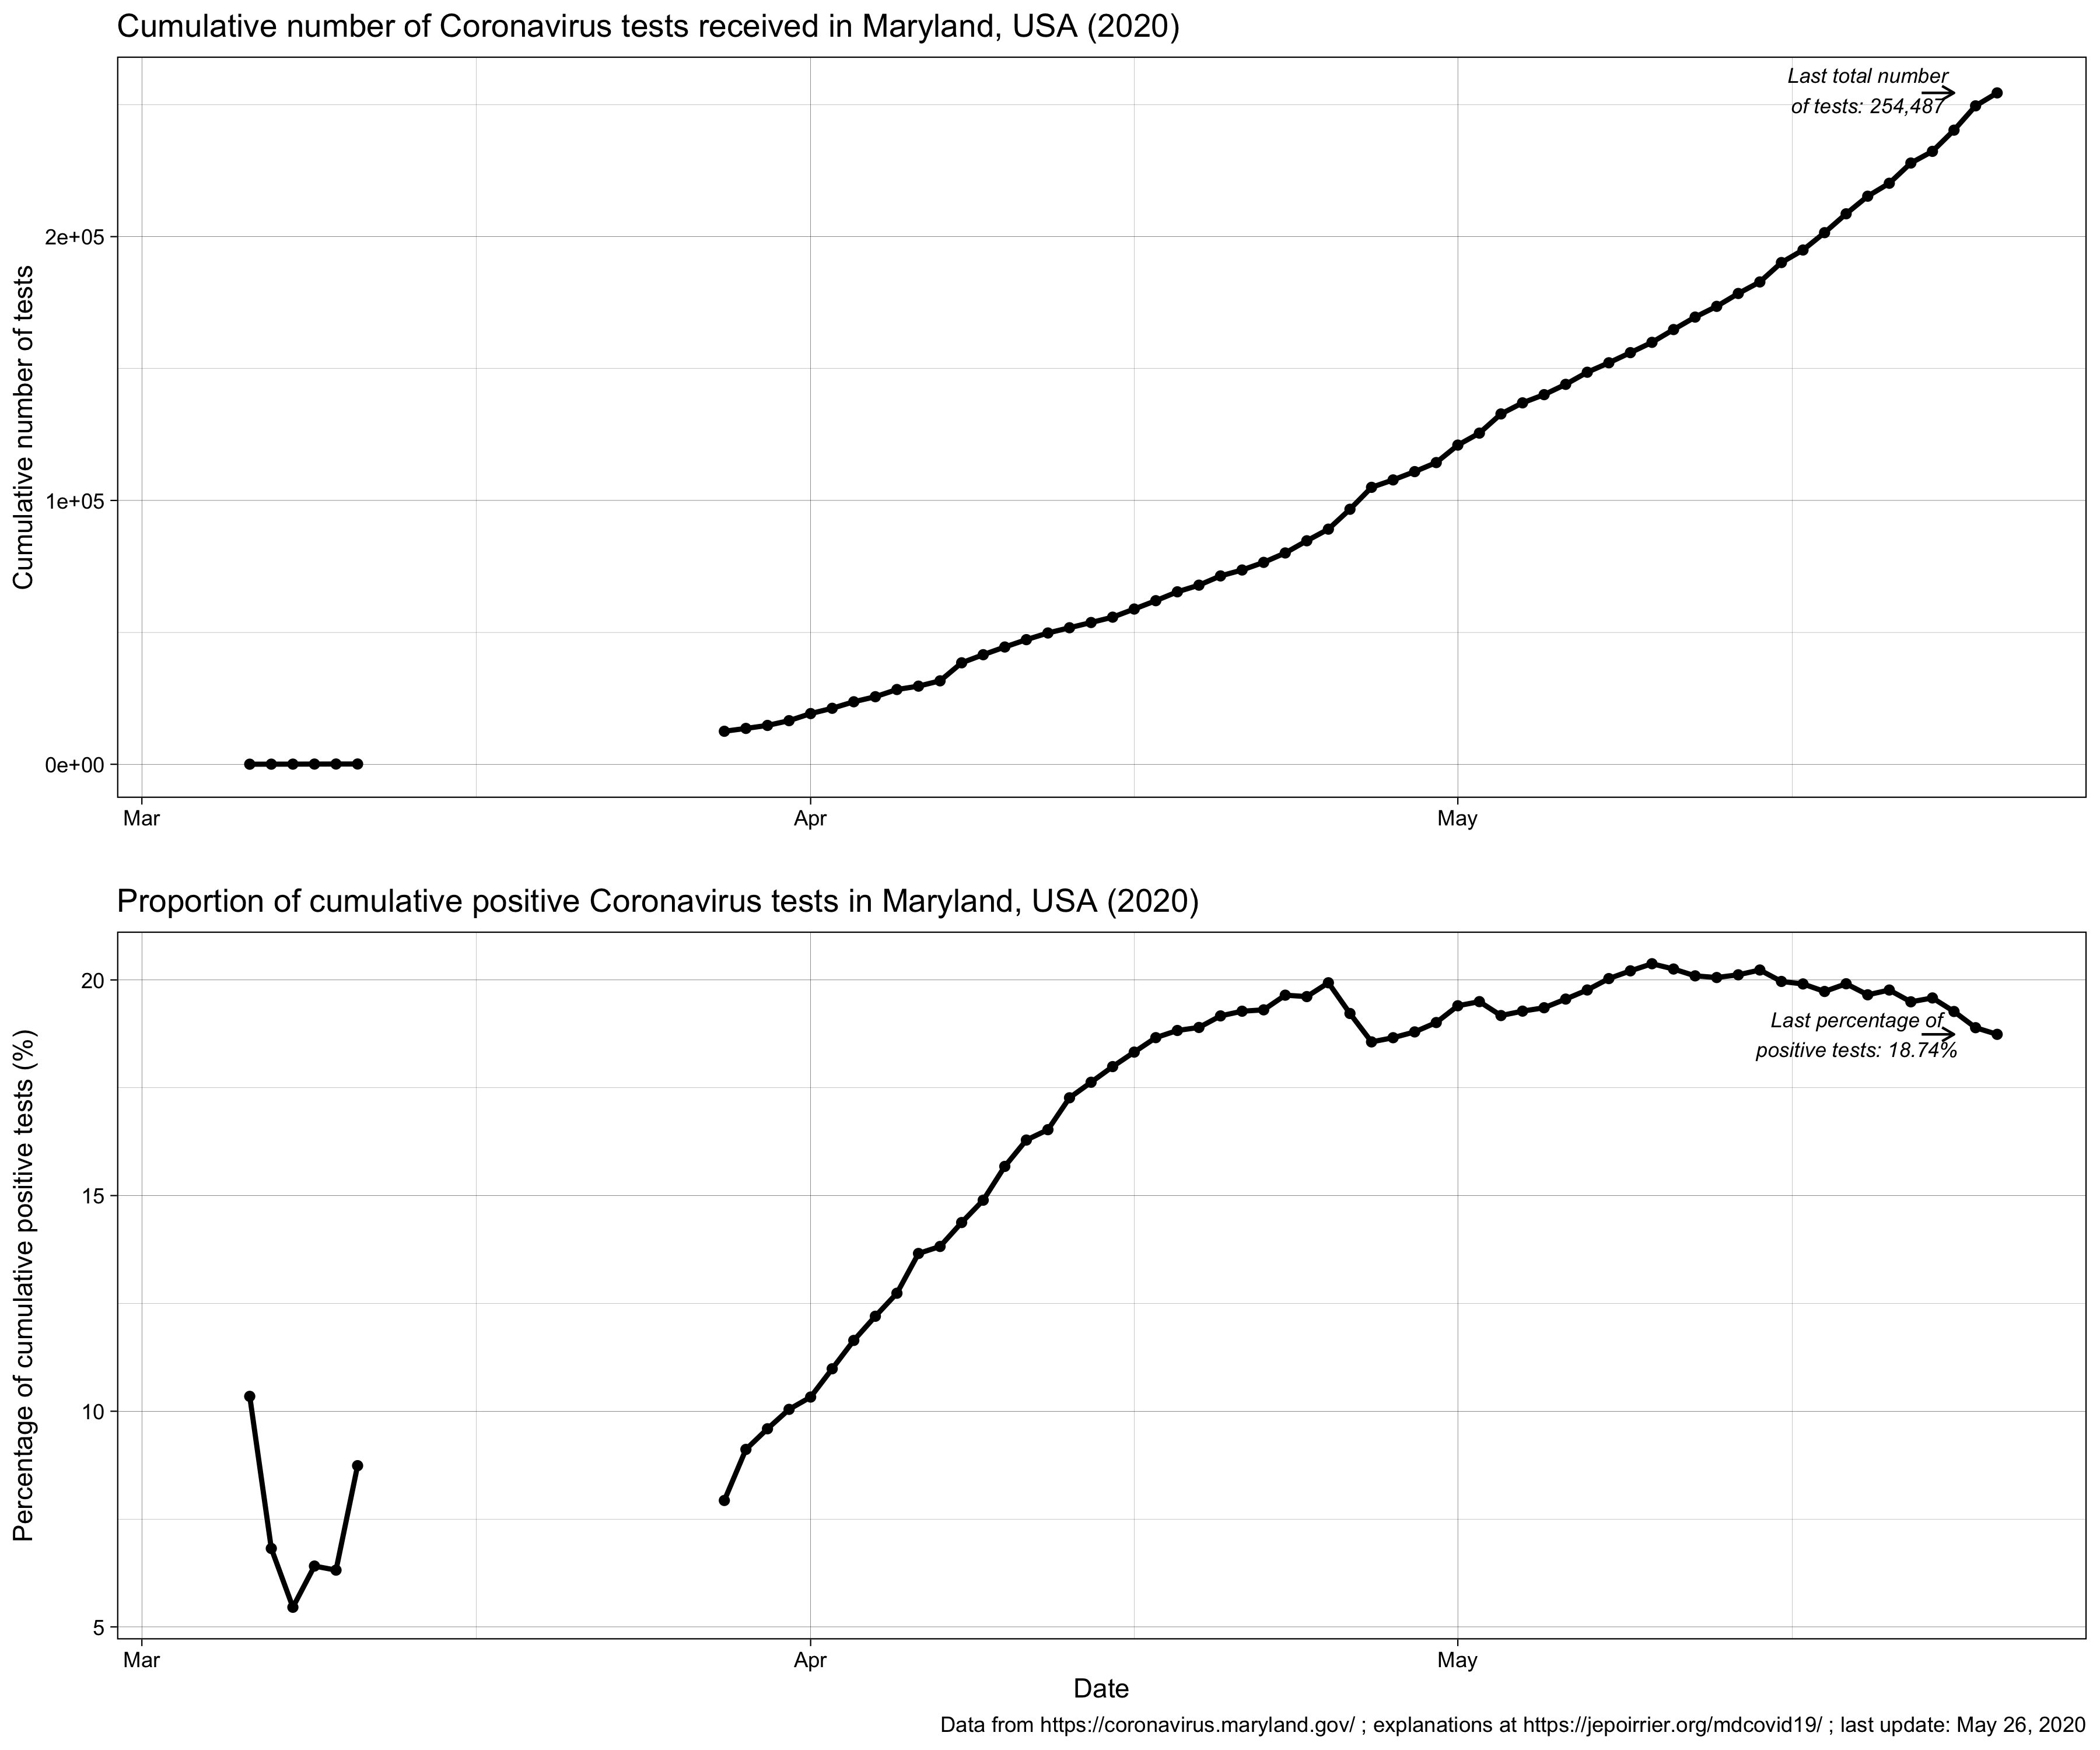 Cumulative number of Coronavirus tests received in Maryland, USA (2020)
Cumulative number of tests
2e+05
1e+05
0e+00
Last total number
of tests: 254,487
Mar
Apr
May
Proportion of cumulative positive Coronavirus tests in Maryland, USA (2020)
Percentage of cumulative positive tests (%)
20
15
10
5
Last percentage of
positive tests: 18.74%
Mar
Apr
May
Date
Data from https://coronavirus.maryland.gov/ ; explanations at https://jepoirrier.org/mdcovid19/ ; last update: May 26, 2020